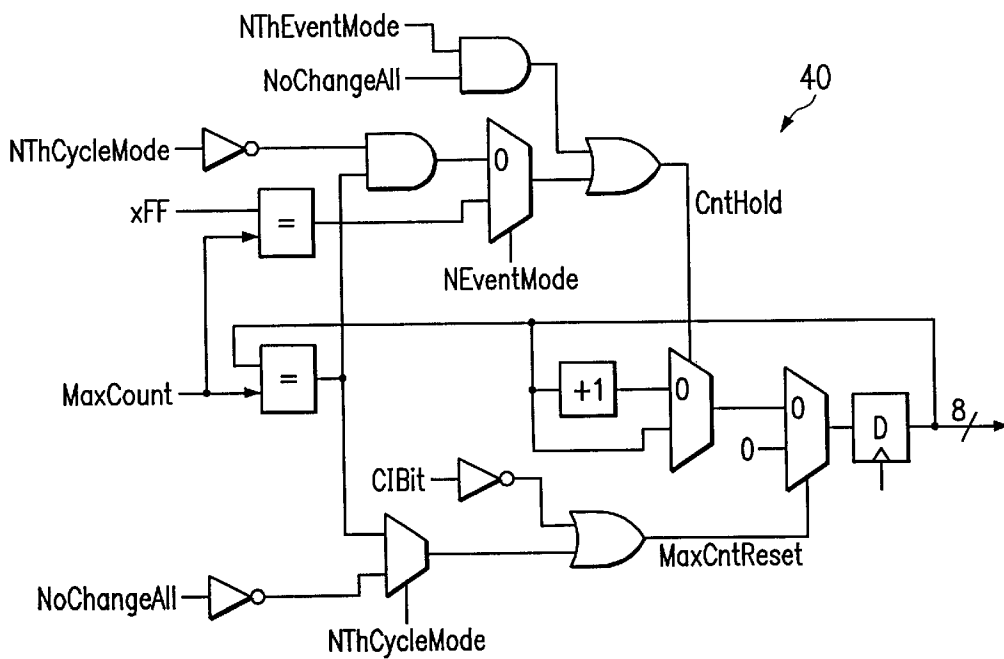 NThEventMode
NoChangeAll
40
NThCycleMode
0
xFF
=
CntHold
NEventMode
MaxCount
=
+1
0
0
D
8
0
CIBit
MaxCntReset
NoChangeAll
NThCycleMode